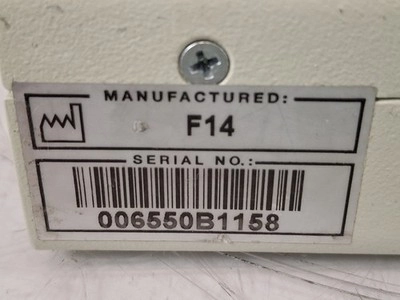 MANUFACTURED:
F14
SERIAL NO.:
006550B1158